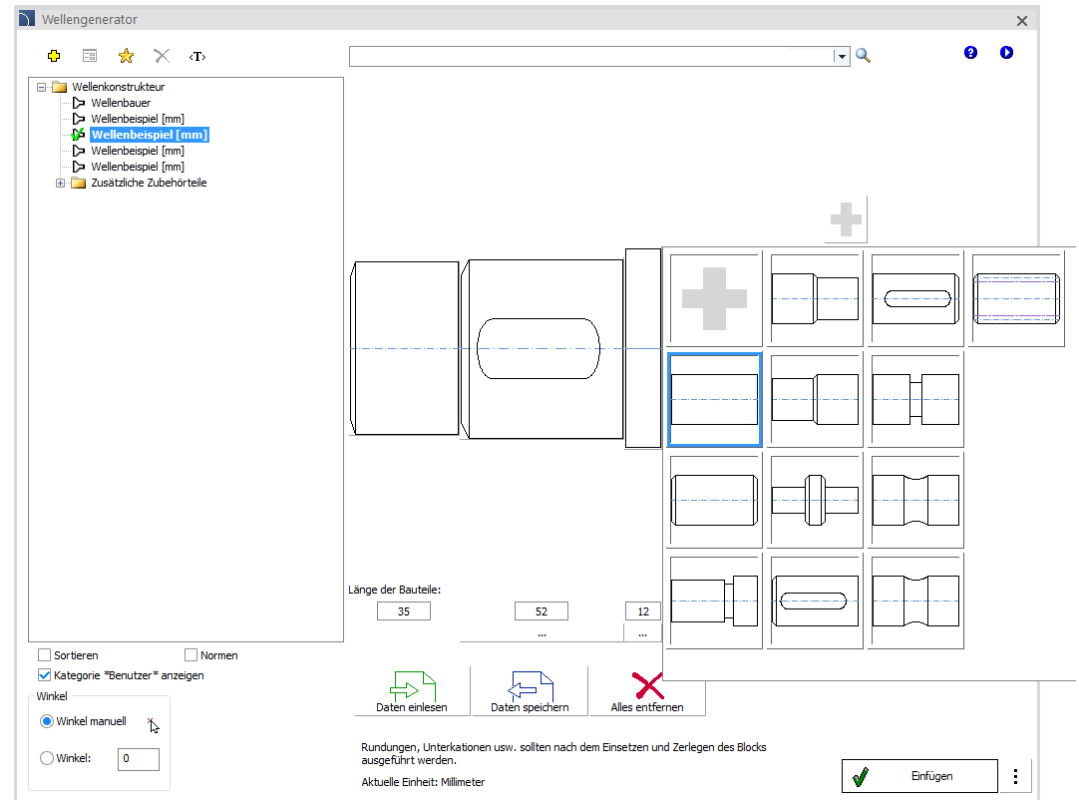 Wellengenerator
<T>
Wellenkonstrukteur
Wellenbauer
Wellenbeispiel [mm]
Wellenbeispiel [mm]
Wellenbeispiel [mm]
Wellenbeispiel [mm]
Zusätzliche Zubehörteile
Länge der Bauteile:
35 52 12
... ...
Sortieren Normen
Kategorie *Benutzer* anzeigen
Winkel
Winkel manuell
Winkel: 0
Daten einlesen Daten speichern Alles entfernen
Rundungen, Unterkationen usw. sollten nach dem Einsetzen und Zerlegen des Blocks
ausgeführt werden.
Aktuelle Einheit: Millimeter
Einfügen